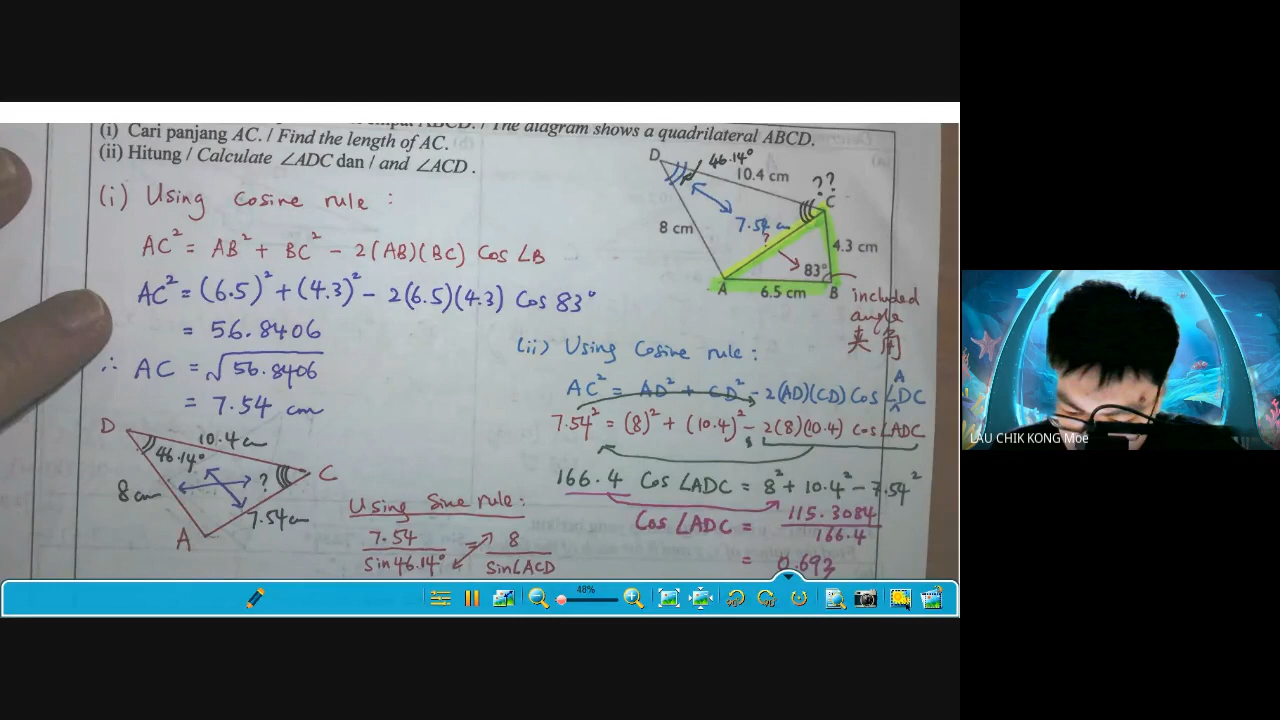 ABCD. / The diagram shows a quadrilateral ABCD.
(i) Cari panjang AC. / Find the length of AC.
(ii) Hitung / Calculate ∠ADC dan / and ∠ACD.
D
46.14°
10.4 cm
??
C
8 cm
7.54 cm
?
4.3 cm
83°
A
6.5 cm
B
included
angle
夹角
(i) Using cosine rule :
AC² = AB² + BC² - 2(AB)(BC) Cos ∠B
AC² = (6.5)² + (4.3)² - 2(6.5)(4.3) Cos 83°
= 56.8406
∴ AC = √56.8406
= 7.54 cm
(ii) Using Cosine rule :
AC² = AD² + CD² - 2(AD)(CD) Cos ∠ADC
7.54² = (8)² + (10.4)² - 2(8)(10.4) cos ∠ADC
166.4 Cos ∠ADC = 8² + 10.4² - 7.54²
Cos ∠ADC = 115.3084 / 166.4
= 0.693
D
10.4 cm
46.14°
?
C
8 cm
7.54 cm
A
Using Sine rule :
7.54 / sin 46.14° = 8 / sin ∠ACD
48%
LAU CHIK KONG Moe